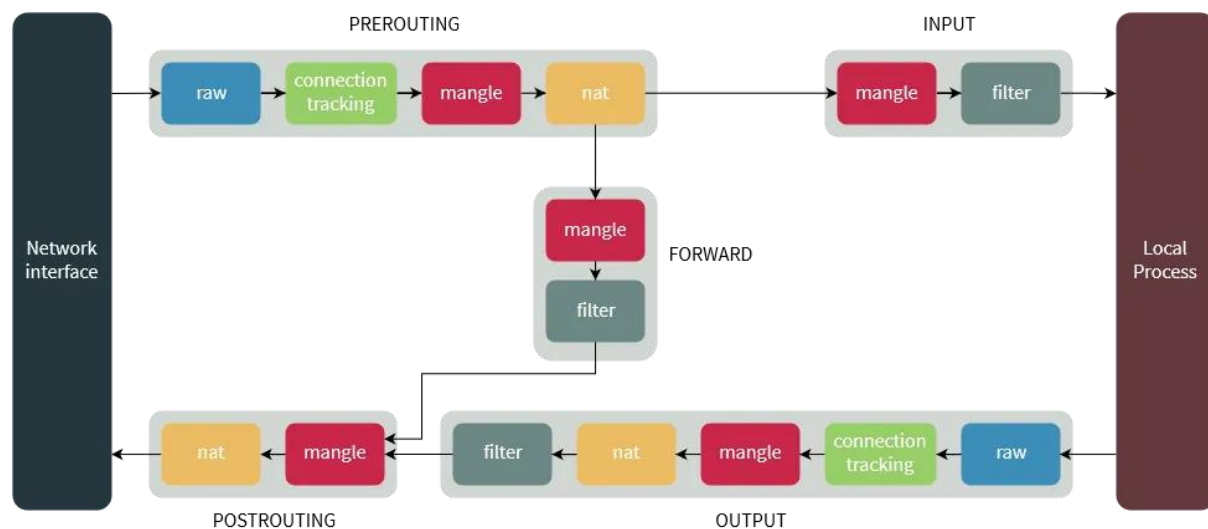 PREROUTING
INPUT
raw
connection
tracking
mangle
nat
mangle
filter
Network
interface
mangle
FORWARD
filter
Local
Process
nat
mangle
filter
nat
mangle
connection
tracking
raw
POSTROUTING
OUTPUT